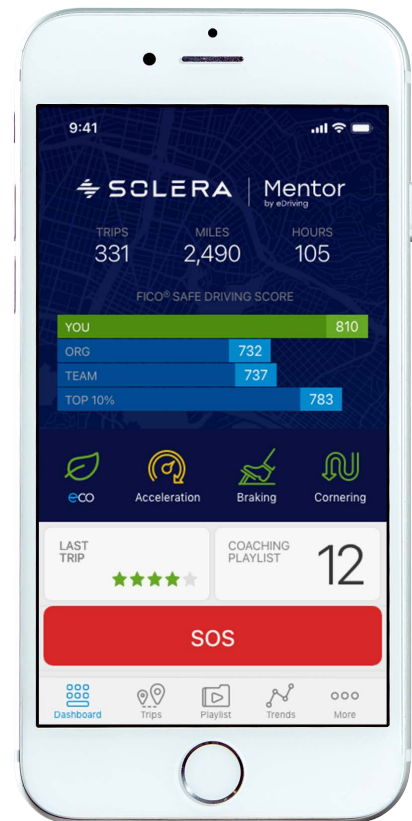 9:41
SOLERA | Mentor
by eDriving
TRIPS MILES HOURS
331 2,490 105
FICO® SAFE DRIVING SCORE
YOU 810
ORG 732
TEAM 737
TOP 10% 783
eco Acceleration Braking Cornering
LAST
TRIP
COACHING
PLAYLIST
12
SOS
Dashboard Trips Playlist Trends More